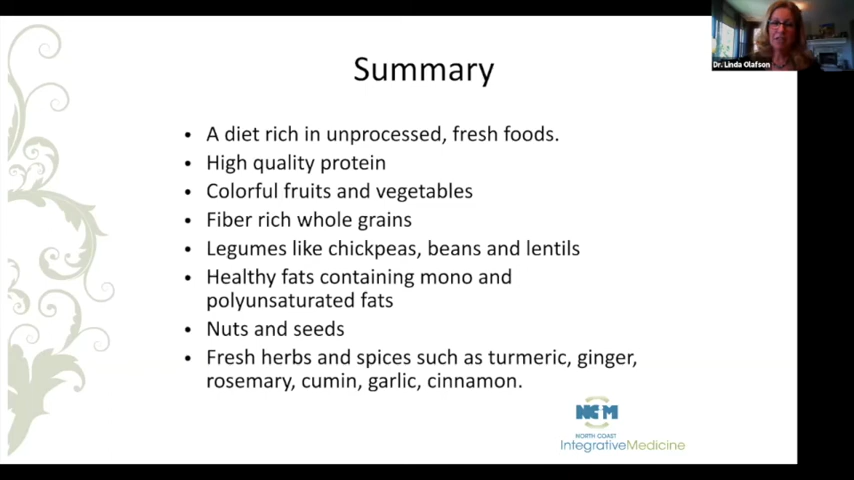 Dr. Linda Olafson
Summary
• A diet rich in unprocessed, fresh foods.
• High quality protein
• Colorful fruits and vegetables
• Fiber rich whole grains
• Legumes like chickpeas, beans and lentils
• Healthy fats containing mono and
polyunsaturated fats
• Nuts and seeds
• Fresh herbs and spices such as turmeric, ginger,
rosemary, cumin, garlic, cinnamon.
NCIM
NORTH COAST
IntegrativeMedicine